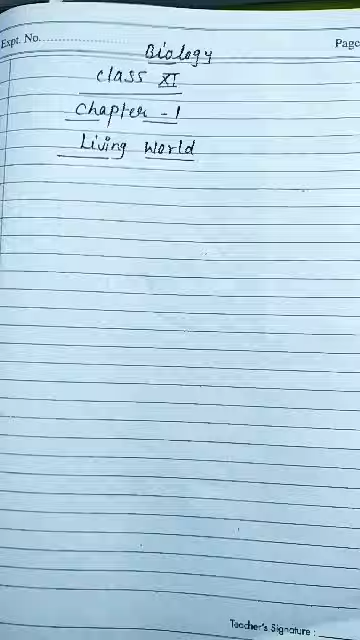 Expt. No.
Page
Biology
class XI
Chapter - 1
Living World
Teacher's Signature :